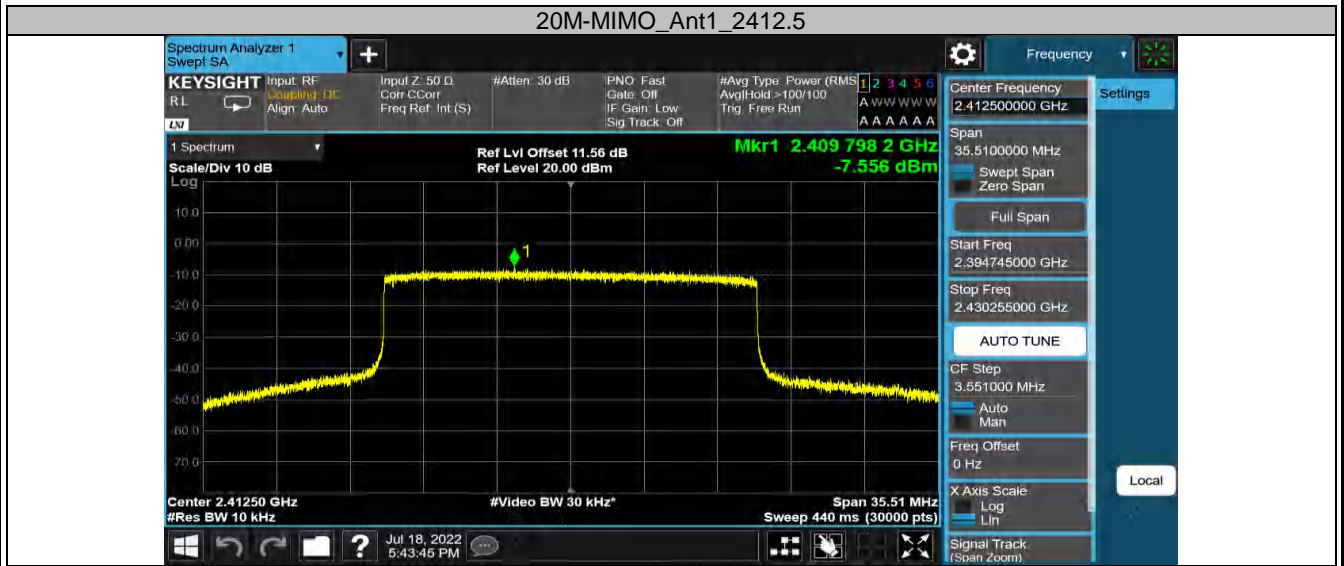 20M-MIMO_Ant1_2412.5
Spectrum Analyzer 1
Swept SA
+
Frequency
KEYSIGHT
RL
LXI
Input: RF
Coupling: DC
Align: Auto
Input Z: 50 Ω
Corr CCorr
Freq Ref: Int (S)
#Atten: 30 dB
PNO: Fast
Gate: Off
IF Gain: Low
Sig Track: Off
#Avg Type: Power (RMS
Avg|Hold:>100/100
Trig: Free Run
1 2 3 4 5 6
A W W W W W
A A A A A A
Center Frequency
2.412500000 GHz
Settings
1 Spectrum
Scale/Div 10 dB
Log
Ref Lvl Offset 11.56 dB
Ref Level 20.00 dBm
Mkr1 2.409 798 2 GHz
-7.556 dBm
Span
35.5100000 MHz
Swept Span
Zero Span
Full Span
Start Freq
2.394745000 GHz
Stop Freq
2.430255000 GHz
AUTO TUNE
CF Step
3.551000 MHz
Auto
Man
Freq Offset
0 Hz
X Axis Scale
Log
Lin
Signal Track
(Span Zoom)
Local
10.0
0.00
-10.0
-20.0
-30.0
-40.0
-50.0
-60.0
-70.0
1
Center 2.41250 GHz
#Res BW 10 kHz
#Video BW 30 kHz*
Span 35.51 MHz
Sweep 440 ms (30000 pts)
?
Jul 18, 2022
5:43:45 PM